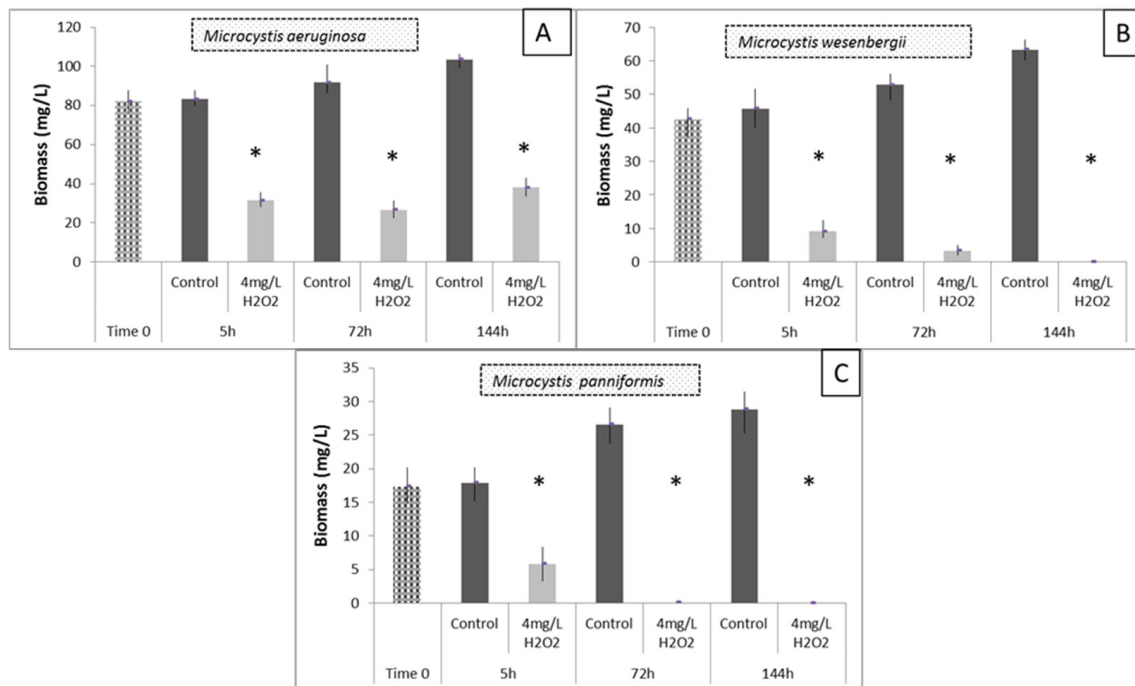 Microcystis aeruginosa
A
Biomass (mg/L)
120
100
80
60
40
20
0
Control 4mg/L H2O2 Control 4mg/L H2O2 Control 4mg/L H2O2
Time 0 5h 72h 144h
* * *
Microcystis wesenbergii
B
Biomass (mg/L)
70
60
50
40
30
20
10
0
Control 4mg/L H2O2 Control 4mg/L H2O2 Control 4mg/L H2O2
Time 0 5h 72h 144h
* * *
Microcystis panniformis
C
Biomass (mg/L)
35
30
25
20
15
10
5
0
Control 4mg/L H2O2 Control 4mg/L H2O2 Control 4mg/L H2O2
Time 0 5h 72h 144h
* * *